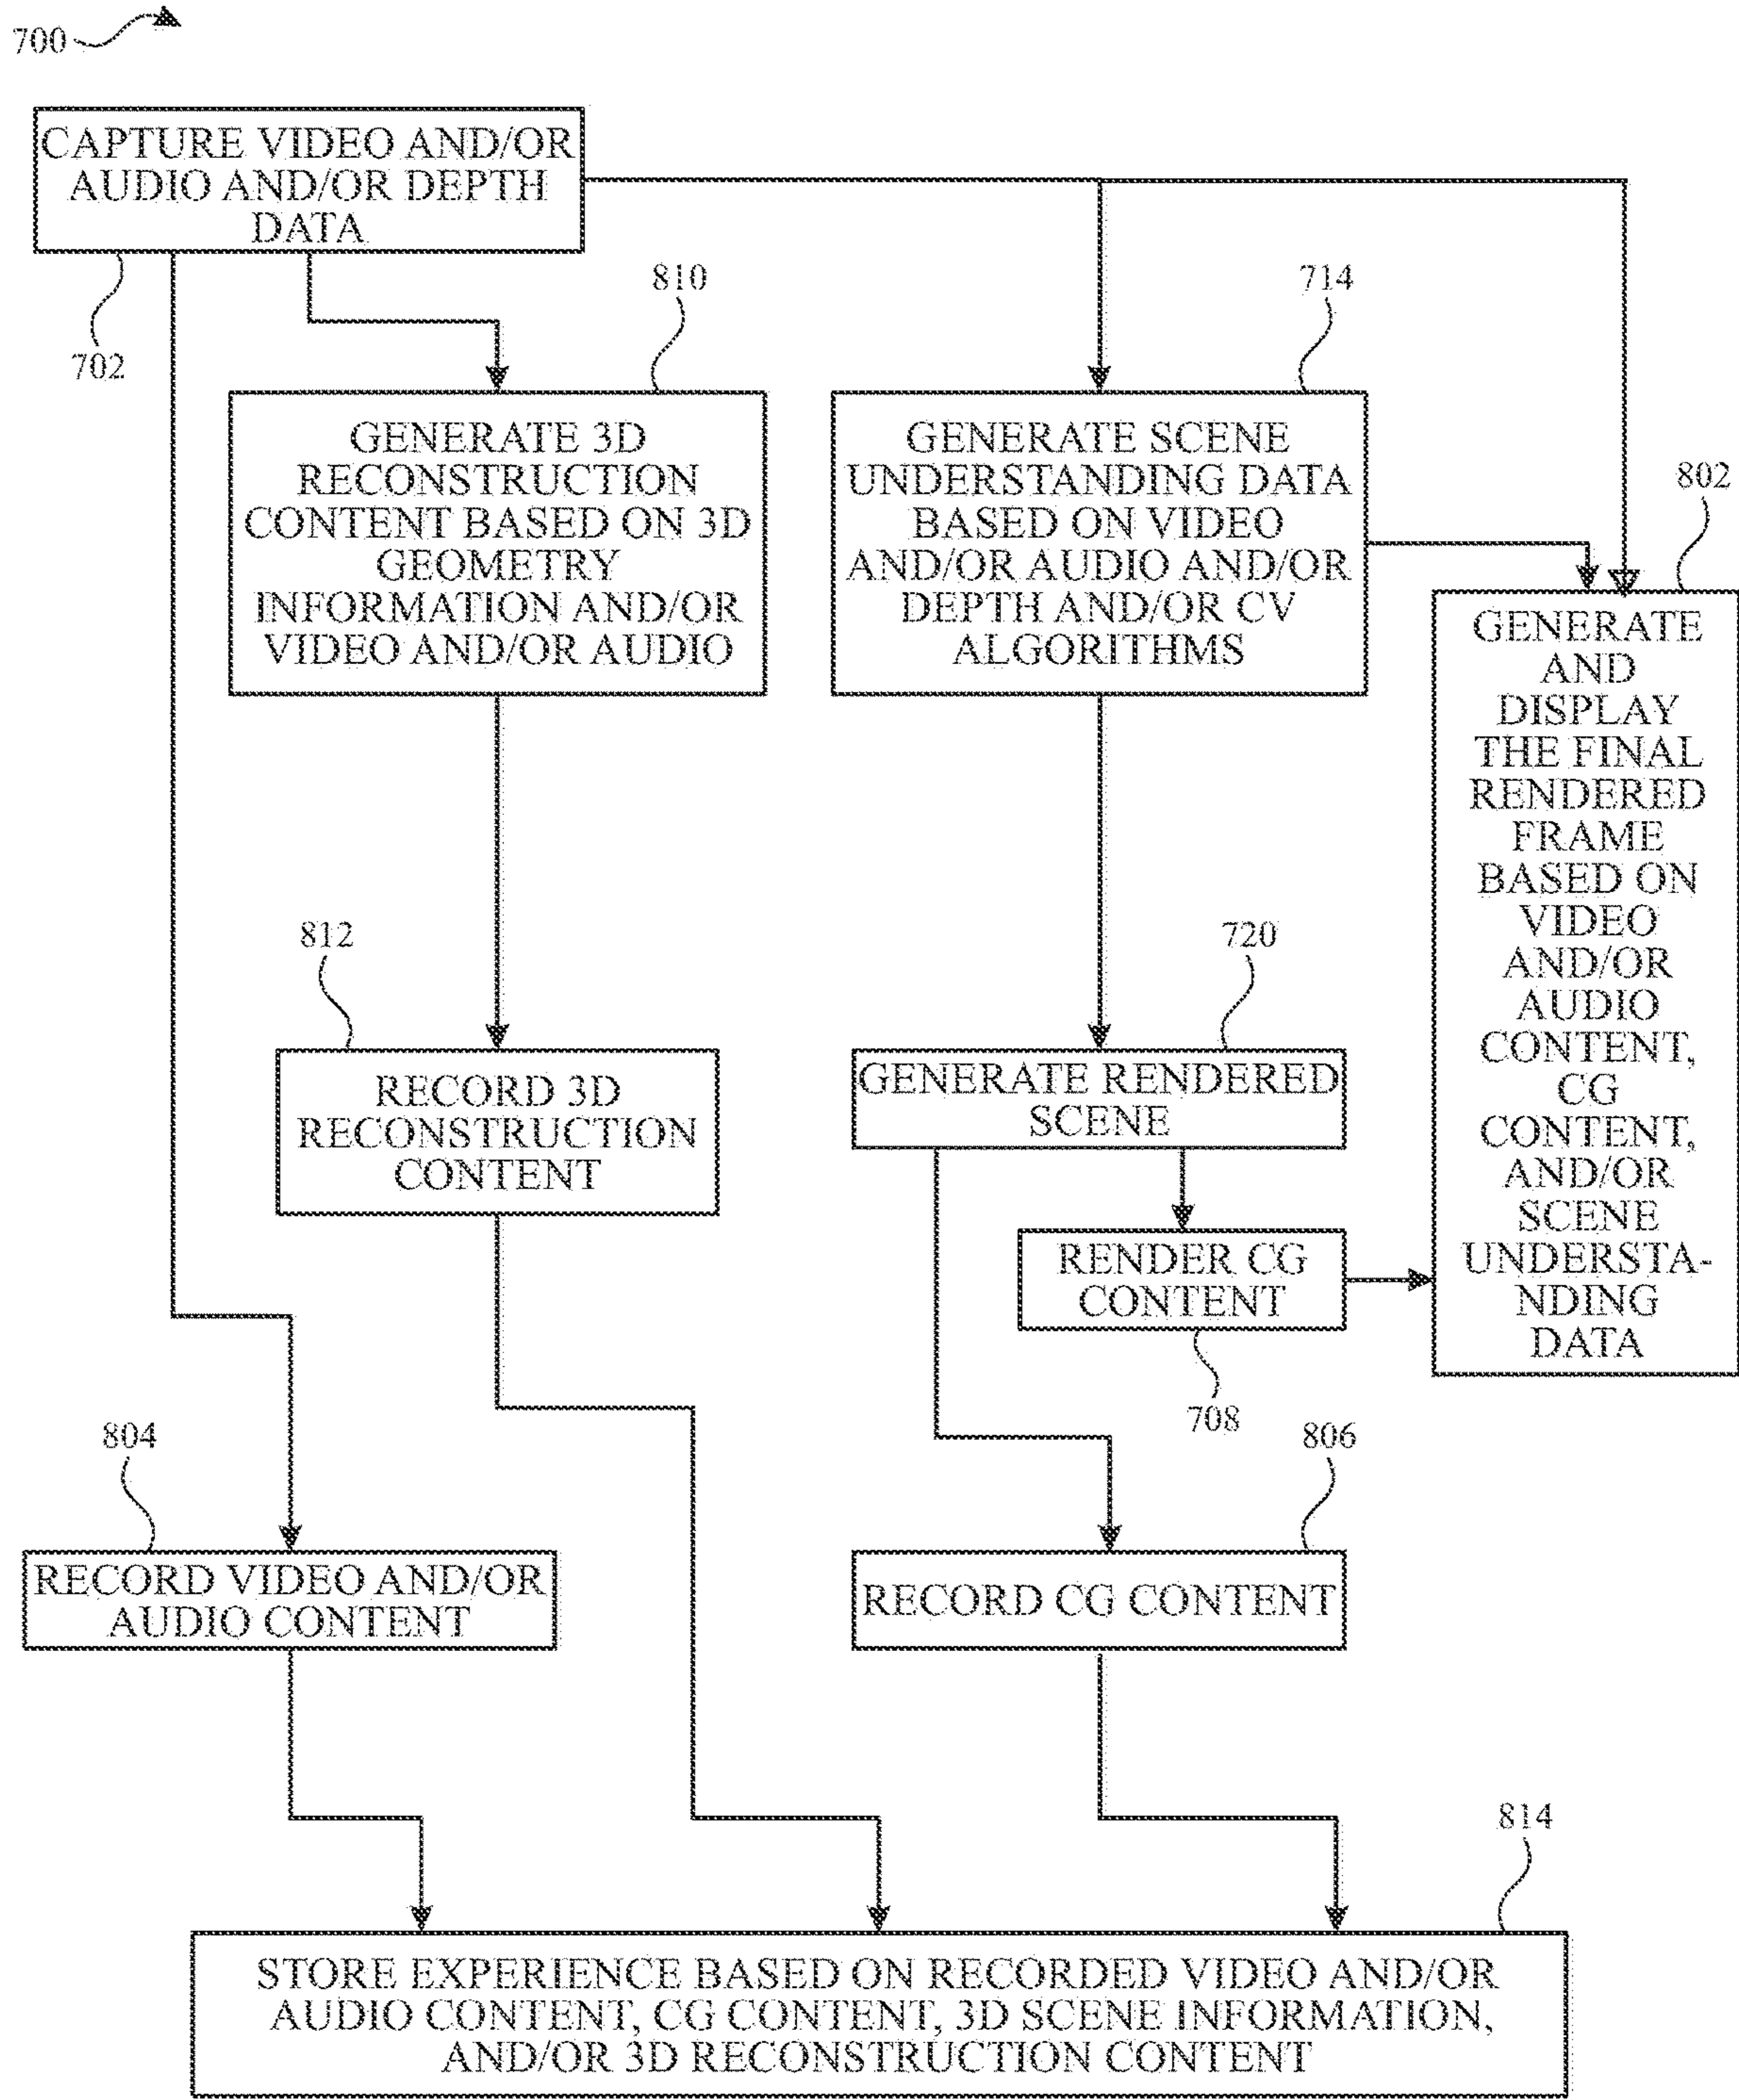 700
CAPTURE VIDEO AND/OR
AUDIO AND/OR DEPTH
DATA
702
810
GENERATE 3D
RECONSTRUCTION
CONTENT BASED ON 3D
GEOMETRY
INFORMATION AND/OR
VIDEO AND/OR AUDIO
714
GENERATE SCENE
UNDERSTANDING DATA
BASED ON VIDEO
AND/OR AUDIO AND/OR
DEPTH AND/OR CV
ALGORITHMS
802
GENERATE
AND
DISPLAY
THE FINAL
RENDERED
FRAME
BASED ON
VIDEO
AND/OR
AUDIO
CONTENT,
CG
CONTENT,
AND/OR
SCENE
UNDERSTA-
NDING
DATA
812
RECORD 3D
RECONSTRUCTION
CONTENT
720
GENERATE RENDERED
SCENE
RENDER CG
CONTENT
708
804
RECORD VIDEO AND/OR
AUDIO CONTENT
806
RECORD CG CONTENT
814
STORE EXPERIENCE BASED ON RECORDED VIDEO AND/OR
AUDIO CONTENT, CG CONTENT, 3D SCENE INFORMATION,
AND/OR 3D RECONSTRUCTION CONTENT